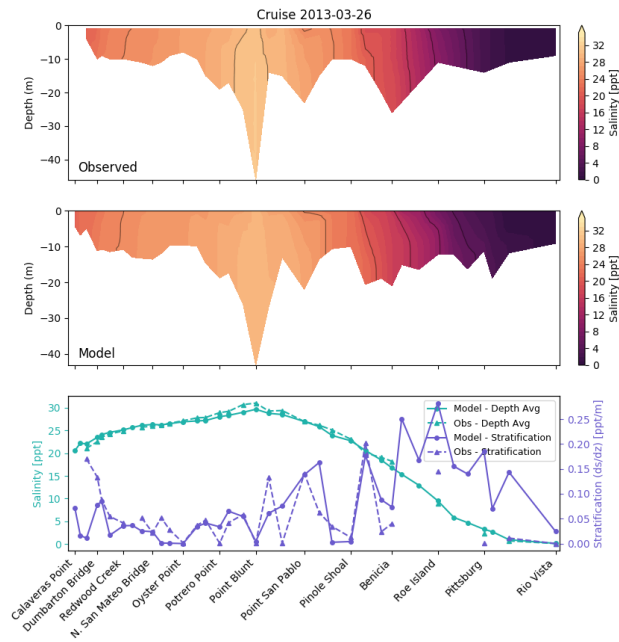 Cruise 2013-03-26
Depth (m)
0
−10
−20
−30
−40
Observed
32
28
24
20
16
12
8
4
0
Salinity [ppt]
Depth (m)
0
−10
−20
−30
−40
Model
32
28
24
20
16
12
8
4
0
Salinity [ppt]
Salinity [ppt]
30
25
20
15
10
5
0
Model - Depth Avg
Obs - Depth Avg
Model - Stratification
Obs - Stratification
0.25
0.20
0.15
0.10
0.05
0.00
Stratification (ds/dz) [ppt/m]
Calaveras Point
Dumbarton Bridge
Redwood Creek
N. San Mateo Bridge
Oyster Point
Potrero Point
Point Blunt
Point San Pablo
Pinole Shoal
Benicia
Roe Island
Pittsburg
Rio Vista